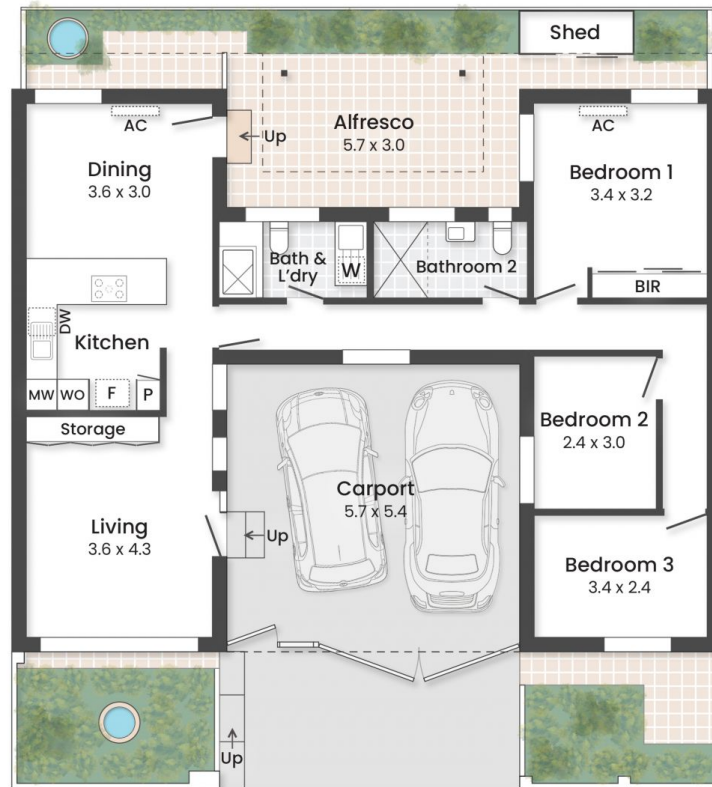 Shed
AC
Up
Alfresco
5.7 x 3.0
AC
Dining
3.6 x 3.0
Bedroom 1
3.4 x 3.2
Bath &
L'dry
W
Bathroom 2
BIR
DW
Kitchen
MW
WO
F
P
Storage
Bedroom 2
2.4 x 3.0
Carport
5.7 x 5.4
Living
3.6 x 4.3
Up
Bedroom 3
3.4 x 2.4
Up